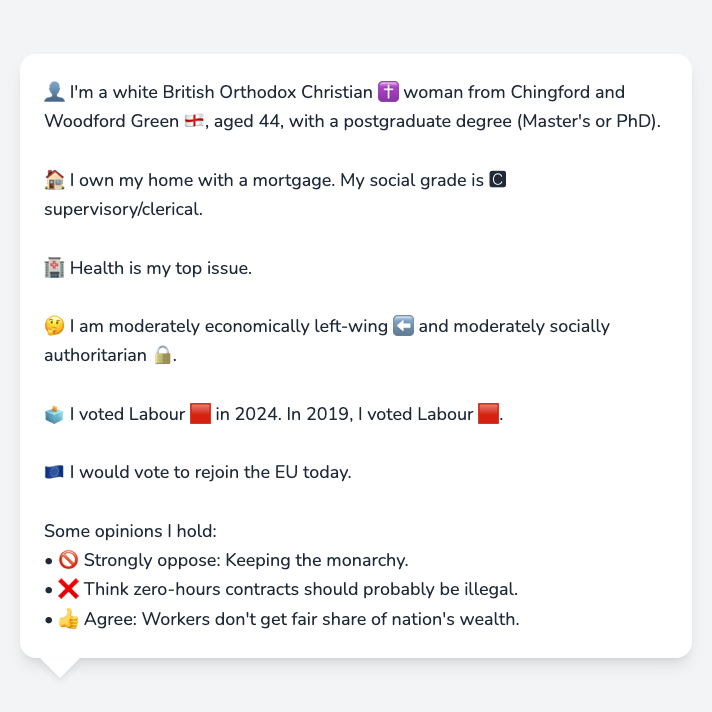 👤 I'm a white British Orthodox Christian ✝️ woman from Chingford and
Woodford Green 🏴󠁧󠁢󠁥󠁮󠁧󠁿, aged 44, with a postgraduate degree (Master's or PhD).
🏠 I own my home with a mortgage. My social grade is 🅲
supervisory/clerical.
🏥 Health is my top issue.
🤔 I am moderately economically left-wing ⬅️ and moderately socially
authoritarian 🔒.
🗳️ I voted Labour 🟥 in 2024. In 2019, I voted Labour 🟥.
🇪🇺 I would vote to rejoin the EU today.
Some opinions I hold:
• 🚫 Strongly oppose: Keeping the monarchy.
• ❌ Think zero-hours contracts should probably be illegal.
• 👍 Agree: Workers don't get fair share of nation's wealth.